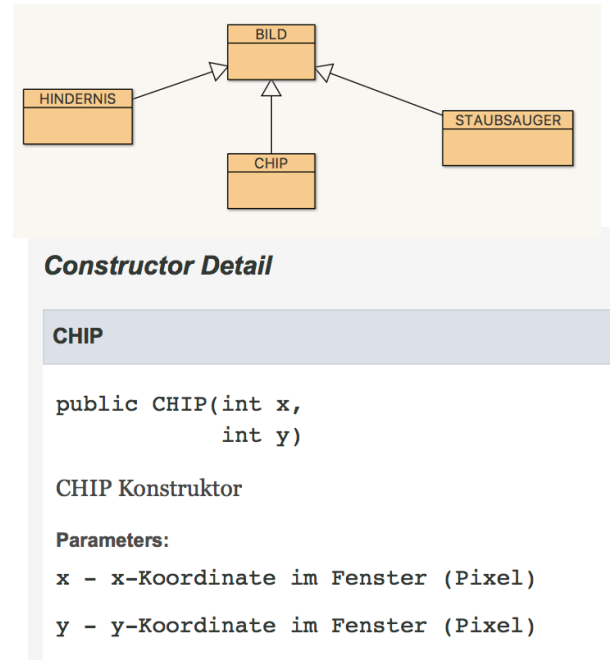 BILD
HINDERNIS
STAUBSAUGER
CHIP
Constructor Detail
CHIP
public CHIP(int x,
int y)
CHIP Konstruktor
Parameters:
x - x-Koordinate im Fenster (Pixel)
y - y-Koordinate im Fenster (Pixel)